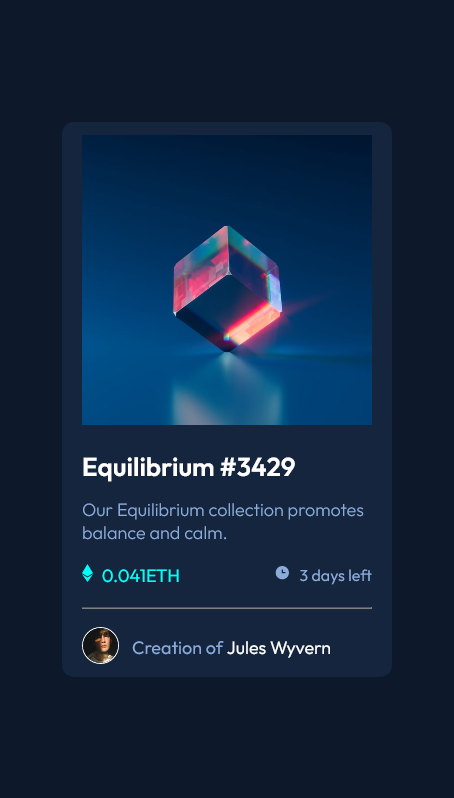 Equilibrium #3429
Our Equilibrium collection promotes
balance and calm.
0.041ETH
3 days left
Creation of Jules Wyvern